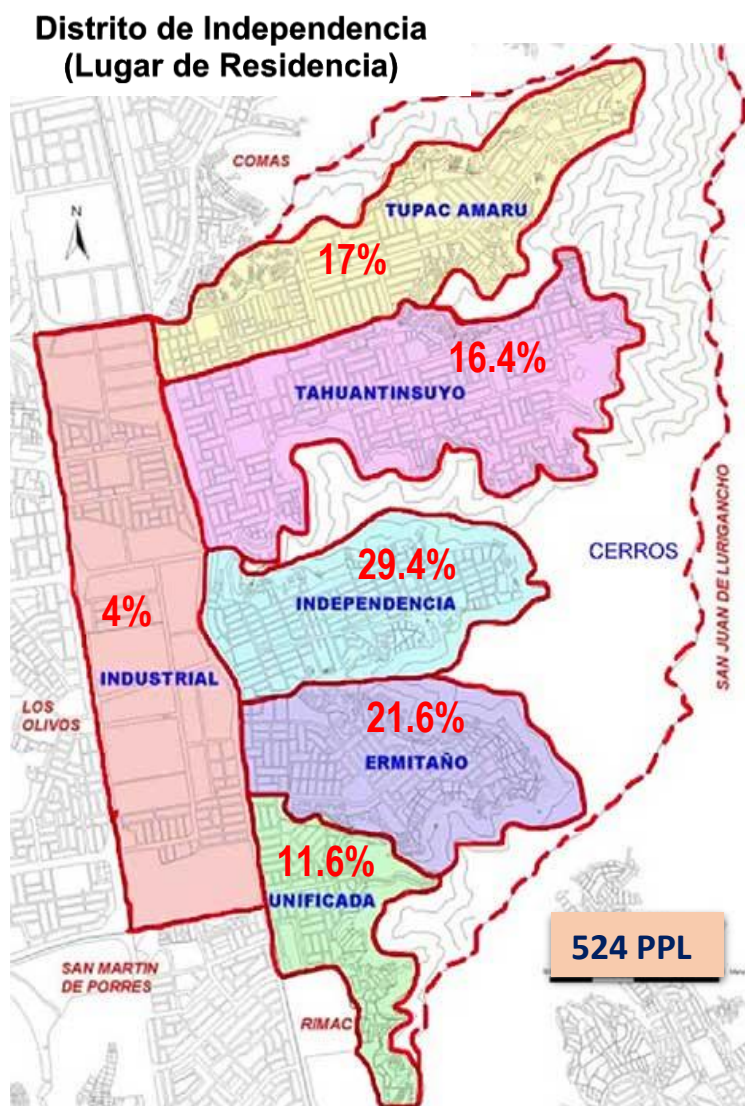 Distrito de Independencia
(Lugar de Residencia)
COMAS
N
TUPAC AMARU
17%
16.4%
TAHUANTINSUYO
SAN JUAN DE LURIGANCHO
CERROS
29.4%
INDEPENDENCIA
4%
INDUSTRIAL
LOS
OLIVOS
21.6%
ERMITAÑO
11.6%
UNIFICADA
524 PPL
SAN MARTIN
DE PORRES
RIMAC